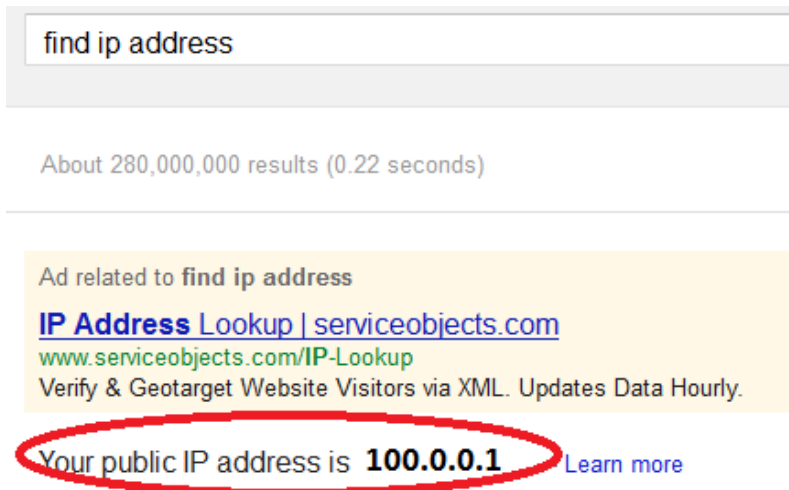 find ip address
About 280,000,000 results (0.22 seconds)
Ad related to find ip address
IP Address Lookup | serviceobjects.com
www.serviceobjects.com/IP-Lookup
Verify & Geotarget Website Visitors via XML. Updates Data Hourly.
Your public IP address is 100.0.0.1 Learn more